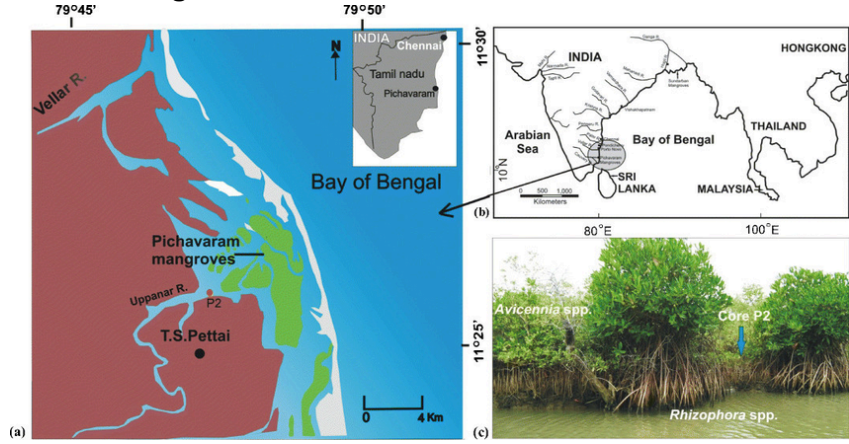 79°45'
79°50'
11°30'
11°25'
INDIA
Chennai
N
Tamil nadu
Pichavaram
Vellar R.
Bay of Bengal
Pichavaram
mangroves
Uppanar R.
P2
T.S.Pettai
0 4 Km
(a)
INDIA
HONGKONG
Arabian
Sea
Bay of Bengal
THAILAND
Mangroves
SRI
LANKA
MALAYSIA
10°N
0 500 1,000
Kilometers
(b)
80°E
100°E
Avicennia spp.
Core P2
Rhizophora spp.
(c)